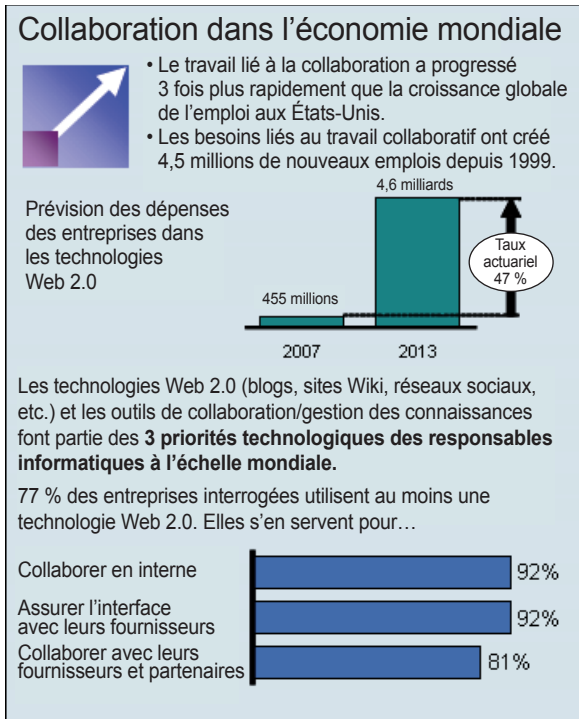 Collaboration dans l’économie mondiale
• Le travail lié à la collaboration a progressé
3 fois plus rapidement que la croissance globale
de l’emploi aux États-Unis.
• Les besoins liés au travail collaboratif ont créé
4,5 millions de nouveaux emplois depuis 1999.
Prévision des dépenses
des entreprises dans
les technologies
Web 2.0
4,6 milliards
Taux
actuariel
47 %
455 millions
2007
2013
Les technologies Web 2.0 (blogs, sites Wiki, réseaux sociaux,
etc.) et les outils de collaboration/gestion des connaissances
font partie des 3 priorités technologiques des responsables
informatiques à l’échelle mondiale.
77 % des entreprises interrogées utilisent au moins une
technologie Web 2.0. Elles s’en servent pour…
Collaborer en interne
92%
Assurer l’interface
avec leurs fournisseurs
92%
Collaborer avec leurs
fournisseurs et partenaires
81%